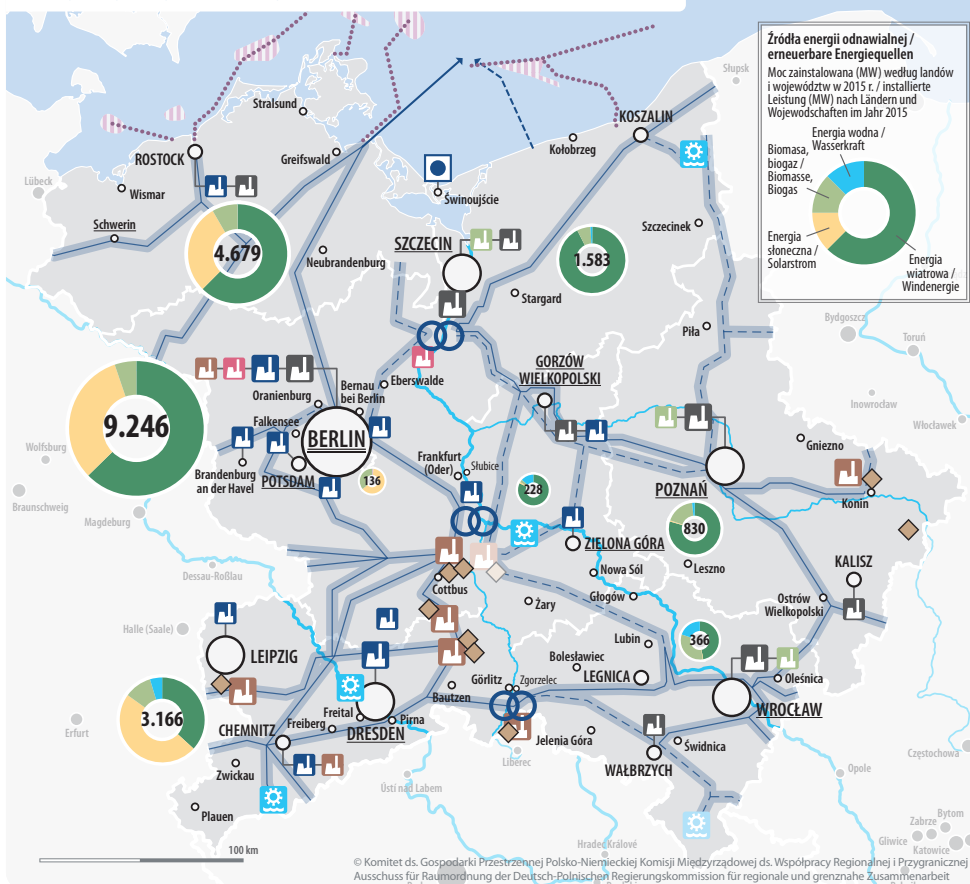 Źródła energii odnawialnej /
erneuerbare Energiequellen
Moc zainstalowana (MW) według landów
i województw w 2015 r. / installierte
Leistung (MW) nach Ländern und
Wojewodschaften im Jahr 2015
Energia wodna /
Wasserkraft
Biomasa,
biogaz /
Biomasse,
Biogas
Energia
słoneczna /
Solarstrom
Energia
wiatrowa /
Windenergie
Słupsk
Stralsund
KOSZALIN
ROSTOCK
Greifswald
Kołobrzeg
Lübeck
Wismar
Świnoujście
Schwerin
Szczecinek
SZCZECIN
4.679
1.583
Neubrandenburg
Stargard
Bydgoszcz
Piła
Toruń
GORZÓW
WIELKOPOLSKI
Eberswalde
Bernau
bei Berlin
Oranienburg
Inowrocław
Włocławek
9.246
Falkensee
BERLIN
Gniezno
Wolfsburg
Frankfurt
(Oder)
Słubice
Brandenburg
an der Havel
POTSDAM
136
228
POZNAŃ
Konin
Braunschweig
Magdeburg
830
ZIELONA GÓRA
Leszno
KALISZ
Dessau-Roßlau
Cottbus
Nowa Sól
Głogów
Żary
Ostrów
Wielkopolski
Halle (Saale)
Lubin
366
LEIPZIG
Bolesławiec
LEGNICA
Oleśnica
Görlitz
Zgorzelec
Bautzen
WROCŁAW
3.166
Freital
Pirna
DRESDEN
Freiberg
CHEMNITZ
Erfurt
Jelenia Góra
Świdnica
WAŁBRZYCH
Liberec
Częstochowa
Zwickau
Opole
Ústí nad Labem
Plauen
Bytom
Zabrze
Gliwice
Katowice
Hradec Králové
100 km
© Komitet ds. Gospodarki Przestrzennej Polsko-Niemieckiej Komisji Międzyrządowej ds. Współpracy Regionalnej i Przygranicznej
Ausschuss für Raumordnung der Deutsch-Polnischen Regierungskommission für regionale und grenznahe Zusammenarbeit